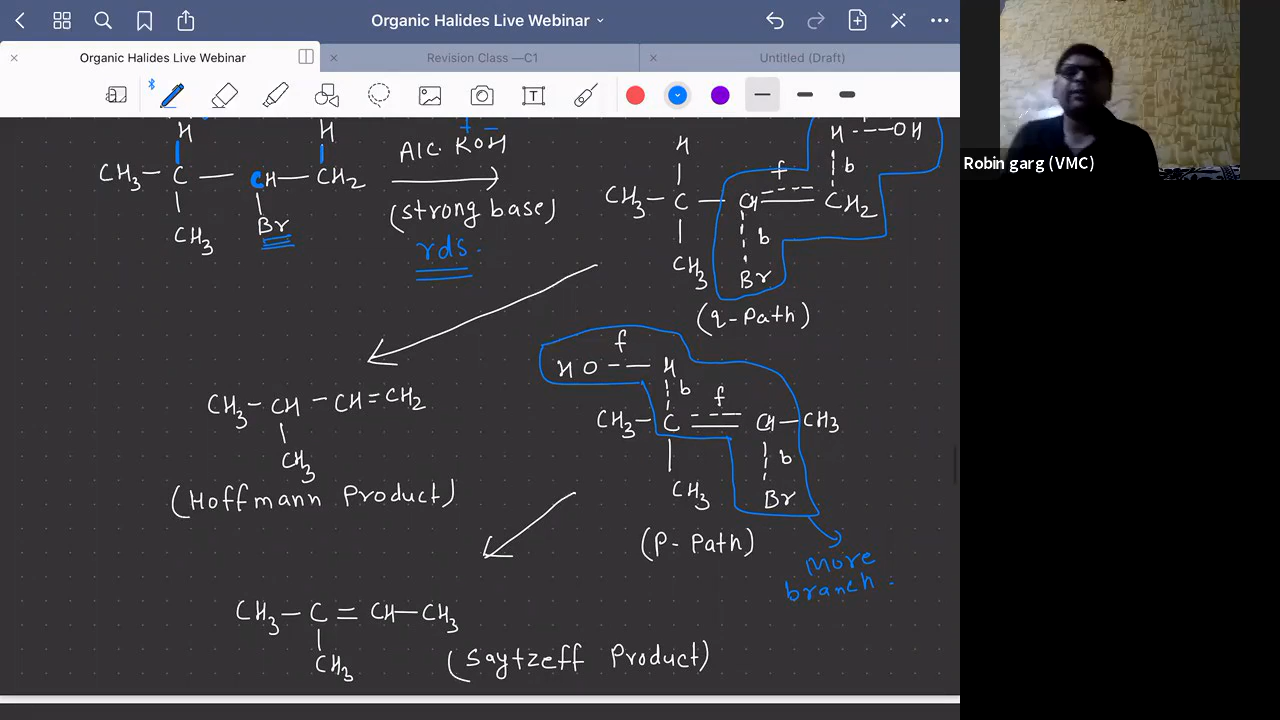 Organic Halides Live Webinar
Organic Halides Live Webinar
Revision Class —C1
Untitled (Draft)
T
Robin garg (VMC)
H H
CH3— C — CH — CH2
Br
CH3
+ −
Alc. KOH
(strong base)
rds.
H H ---OH
b
f
CH3— C — CH ═ CH2
b
CH3 Br
(q-Path)
f
HO -- — H
b
f
CH3— C ═ CH — CH3
b
CH3 Br
(P- Path)
More
branch.
CH3— CH — CH = CH2
CH3
(Hoffmann Product)
CH3— C = CH— CH3
CH3
(Saytzeff Product)